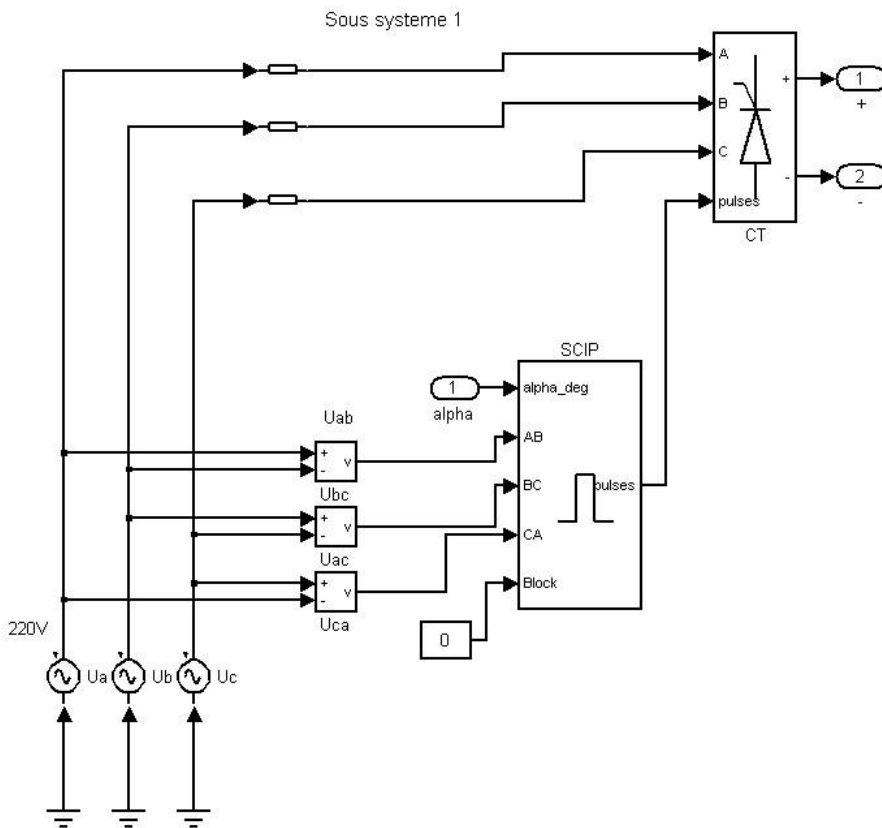 Sous systeme 1
A
B
C
pulses
+
-
CT
1
+
2
-
SCIP
1
alpha
alpha_deg
AB
BC
CA
Block
pulses
Uab
+
-
v
Ubc
+
-
v
Uac
+
-
v
Uca
0
220V
Ua
Ub
Uc